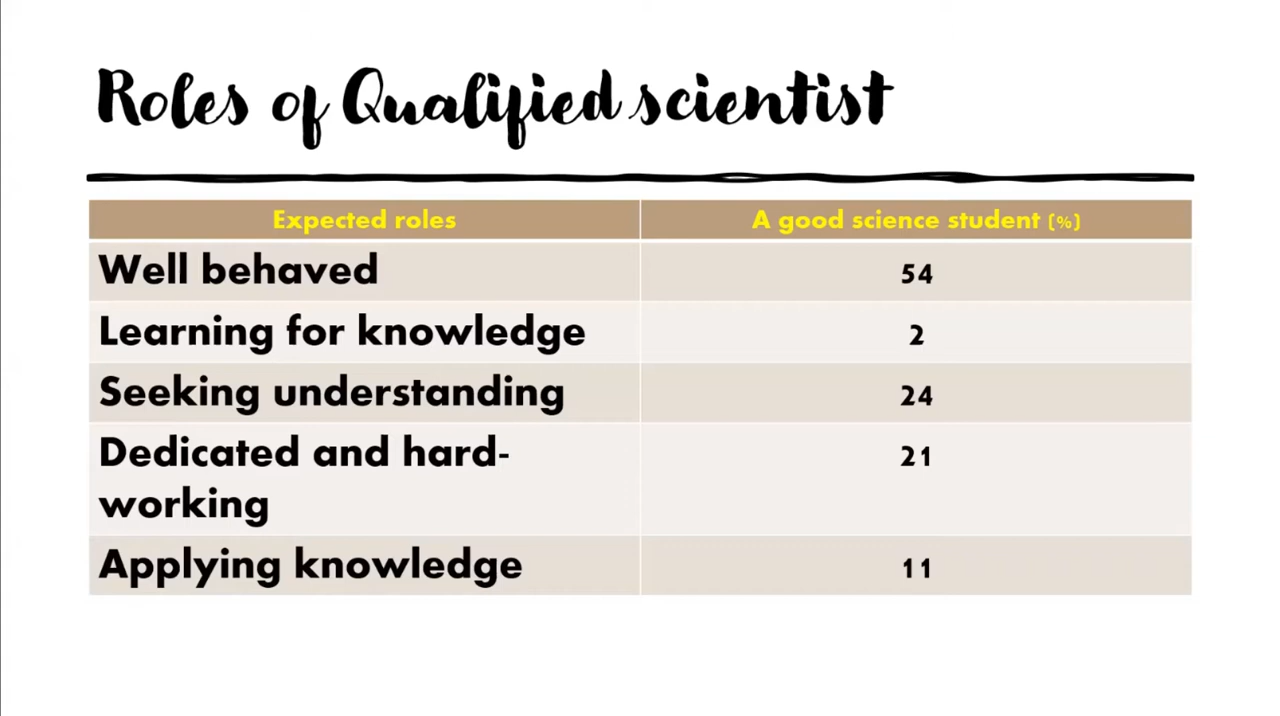 Roles of Qualified scientist
Expected roles A good science student (%)
Well behaved 54
Learning for knowledge 2
Seeking understanding 24
Dedicated and hard- 21
working
Applying knowledge 11